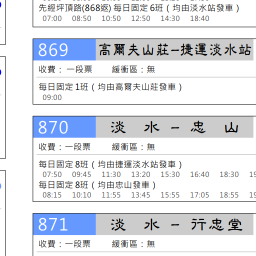 先經坪頂路(868返) 每日固定6班（均由淡水站發車）
07:00 08:50 10:50 12:50 14:30 18:40
869 高爾夫山莊-捷運淡水站
收費：一段票 緩衝區：無
每日固定1班（均由高爾夫山莊發車）
09:00
870 淡 水 - 忠 山
收費：一段票 緩衝區：無
每日固定 8班（均由捷運淡水站發車）
07:50 09:45 11:30 13:20 15:30 16:40 18:30
每日固定 8班（均由忠山發車）
08:15 10:10 11:55 13:45 15:55 17:05 18:55
871 淡 水 - 行忠堂
收費：一段票 緩衝區：無